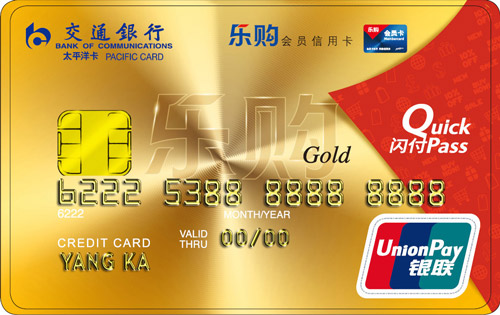 交通銀行
BANK OF COMMUNICATIONS
太平洋卡 PACIFIC CARD
乐购会员信用卡
乐购 会员卡
乐购
Gold
Quick
闪付Pass
6222 5388 8888 8888
6222
MONTH/YEAR
VALID
THRU 00/00
CREDIT CARD
YANG KA
UnionPay
银联